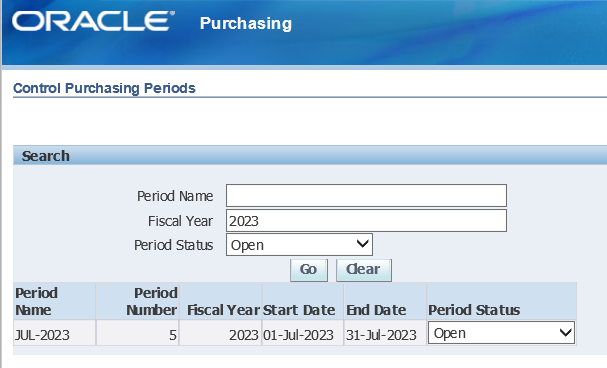 ORACLE® Purchasing
Control Purchasing Periods
Search
Period Name
Fiscal Year 2023
Period Status Open
Go Clear
Period Name Period Number Fiscal Year Start Date End Date Period Status
JUL-2023 5 2023 01-Jul-2023 31-Jul-2023 Open